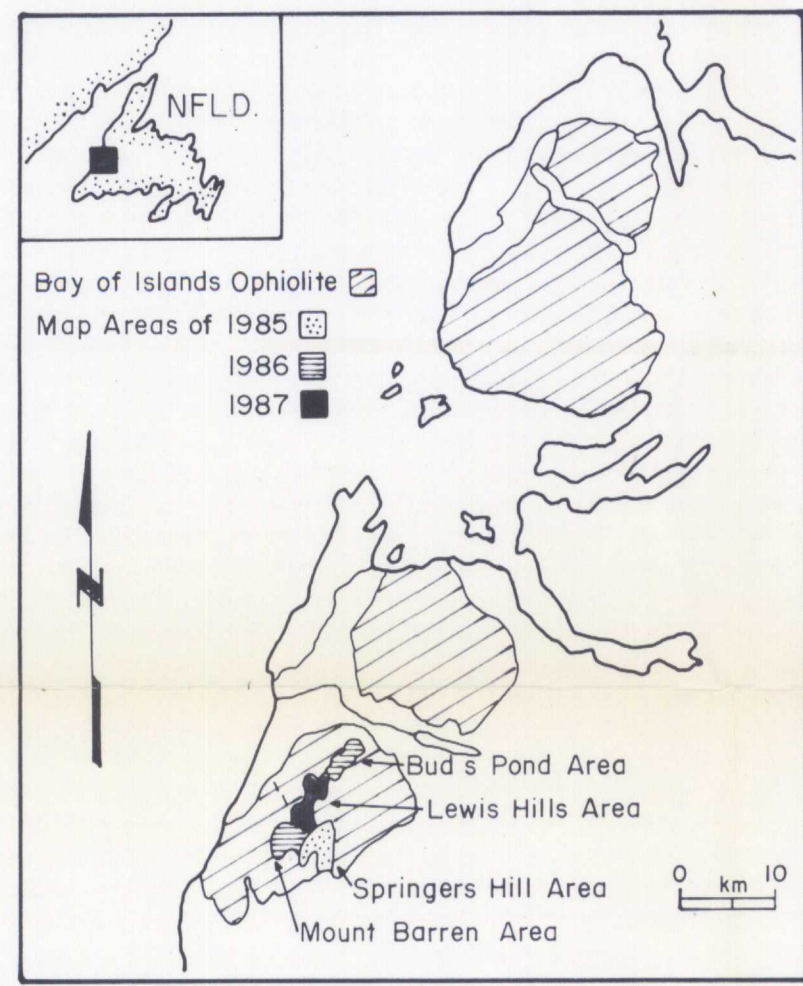 NFLD.
Bay of Islands Ophiolite
Map Areas of 1985
1986
1987
N
Bud s Pond Area
Lewis Hills Area
Springers Hill Area
Mount Barren Area
0 10
km